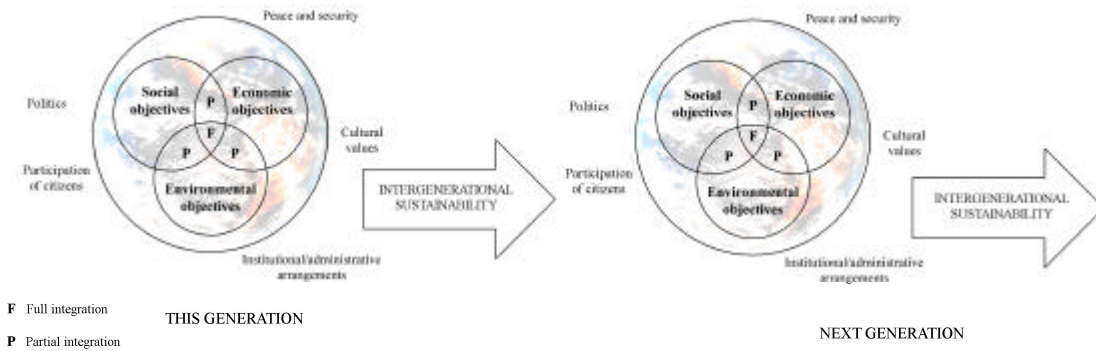 Peace and security
Social
objectives
P
Economic
objectives
Politics
F
P
P
Cultural
values
Participation
of citizens
Environmental
objectives
INTERGENERATIONAL
SUSTAINABILITY
Institutional/administrative
arrangements
F Full integration
P Partial integration
THIS GENERATION
Peace and security
Social
objectives
P
Economic
objectives
Politics
F
P
P
Cultural
values
Participation
of citizens
Environmental
objectives
INTERGENERATIONAL
SUSTAINABILITY
Institutional/administrative
arrangements
NEXT GENERATION